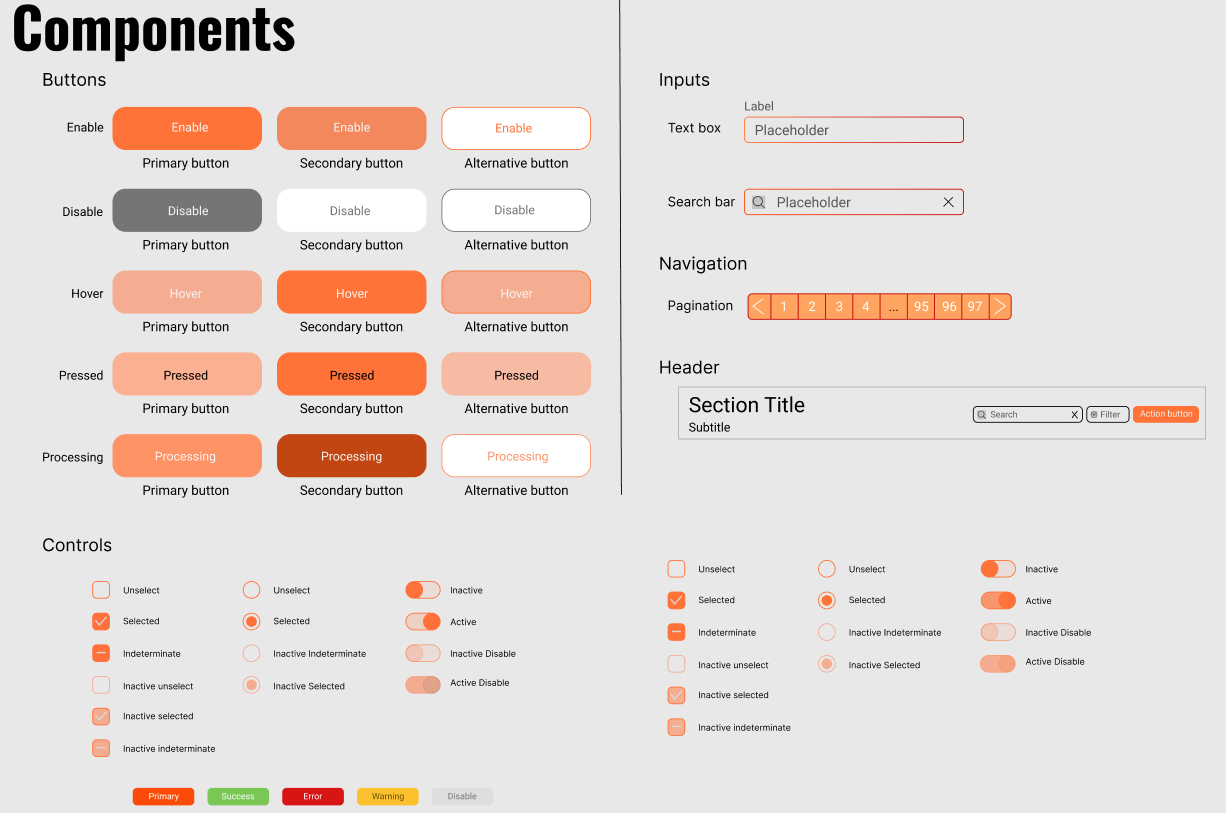 Components
Buttons
Enable Enable Enable Enable
Primary button Secondary button Alternative button
Disable Disable Disable Disable
Primary button Secondary button Alternative button
Hover Hover Hover Hover
Primary button Secondary button Alternative button
Pressed Pressed Pressed Pressed
Primary button Secondary button Alternative button
Processing Processing Processing Processing
Primary button Secondary button Alternative button
Inputs
Label
Text box Placeholder
Search bar Placeholder
Navigation
Pagination < 1 2 3 4 ... 95 96 97 >
Header
Section Title
Subtitle
Search X Filter Action button
Controls
Unselect Unselect Inactive
Selected Selected Active
Indeterminate Inactive Indeterminate Inactive Disable
Inactive unselect Inactive Selected Active Disable
Inactive selected
Inactive indeterminate
Unselect Unselect Inactive
Selected Selected Active
Indeterminate Inactive Indeterminate Inactive Disable
Inactive unselect Inactive Selected Active Disable
Inactive selected
Inactive indeterminate
Primary Success Error Warning Disable